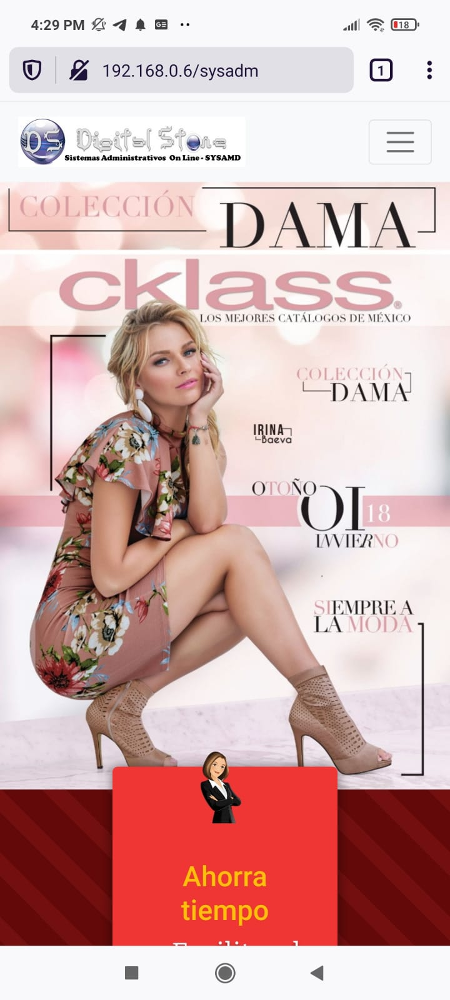 4:29 PM
18
192.168.0.6/sysadm
1
DS Digital Store
Sistemas Administrativos On Line - SYSAMD
COLECCIÓN DAMA
cklass®
LOS MEJORES CATÁLOGOS DE MÉXICO
COLECCIÓN
DAMA
IRINA
Baeva
OTOÑO
OI 18
INVIERNO
SIEMPRE A
LA MODA
Ahorra
tiempo